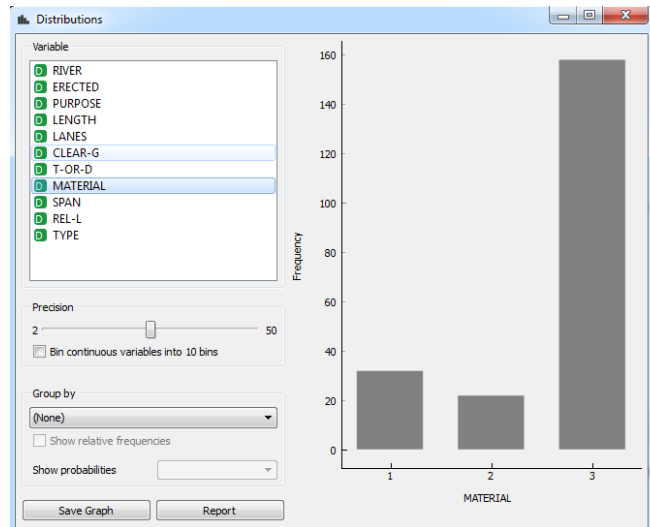 Distributions
Variable
D RIVER
D ERECTED
D PURPOSE
D LENGTH
D LANES
D CLEAR-G
D T-OR-D
D MATERIAL
D SPAN
D REL-L
D TYPE
Precision
2 50
Bin continuous variables into 10 bins
Group by
(None)
Show relative frequencies
Show probabilities
Save Graph Report
160
140
120
100
80
60
40
20
0
Frequency
1 2 3
MATERIAL